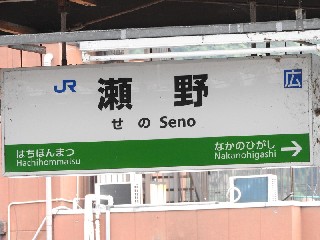 JR 瀬野 広
せの Seno
はちほんまつ なかのひがし
Hachihommatsu Nakanohigashi →